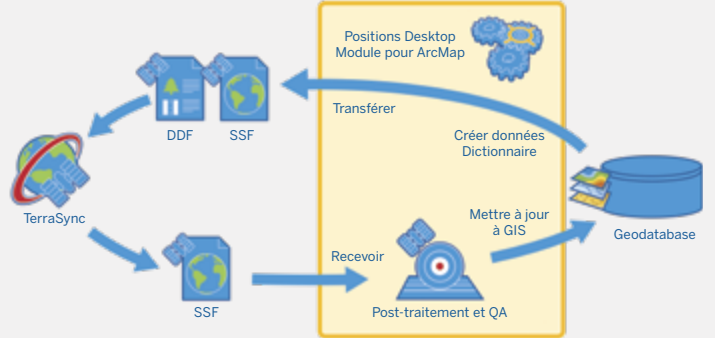 Positions Desktop
Module pour ArcMap
Transférer
DDF
SSF
Créer données
Dictionnaire
TerraSync
Mettre à jour
à GIS
Geodatabase
Recevoir
SSF
Post-traitement et QA